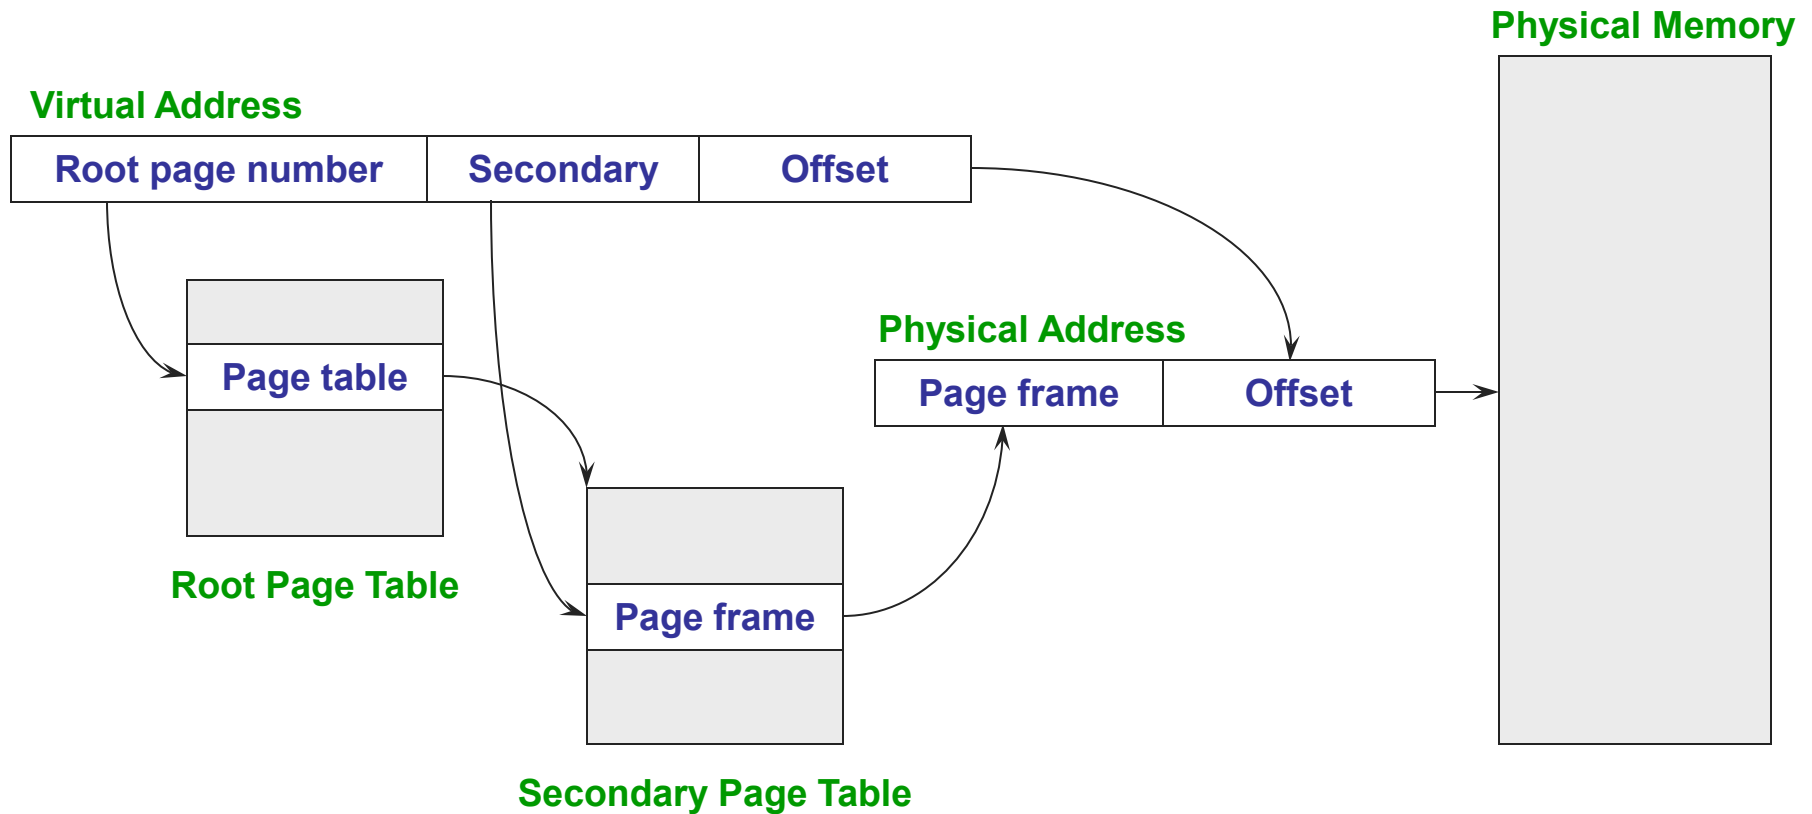 Physical Memory
Virtual Address
Root page number
Secondary
Offset
Physical Address
Page table
Page frame
Offset
Root Page Table
Page frame
Secondary Page Table